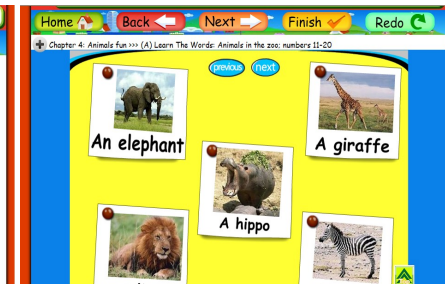 Home Back Next Finish Redo
Chapter 4: Animals fun >>> (A) Learn The Words: Animals in the zoo; numbers 11-20
previous next
An elephant
A giraffe
A hippo